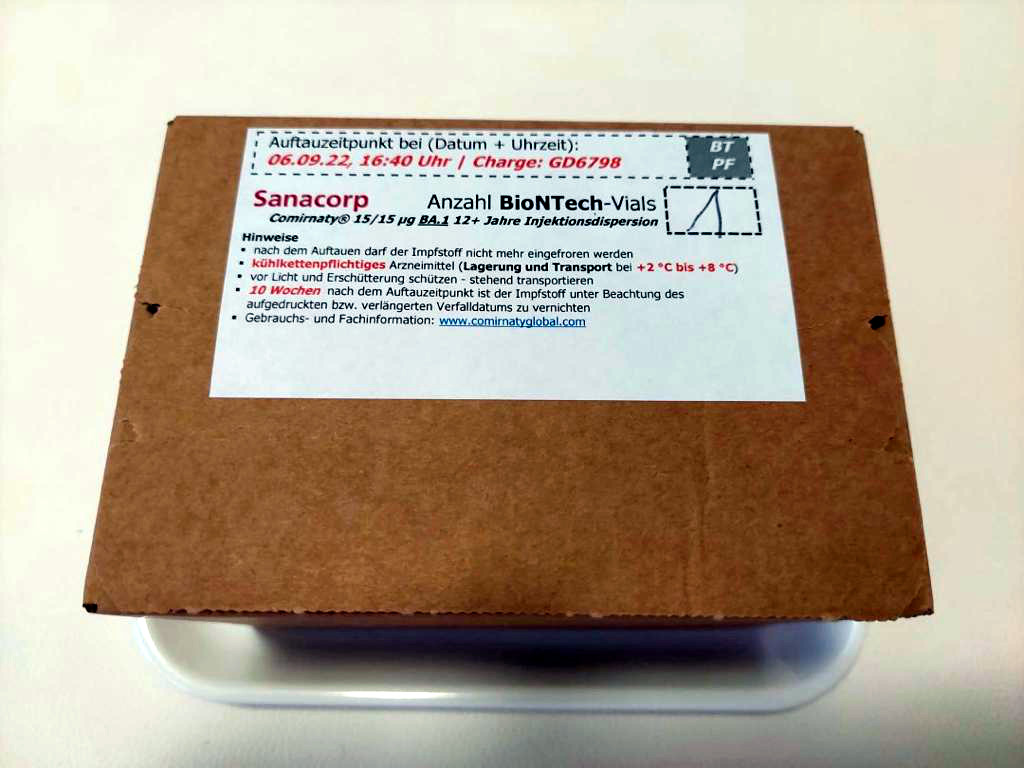 Auftauzeitpunkt bei (Datum + Uhrzeit):
06.09.22, 16:40 Uhr | Charge: GD6798
BT
PF
Sanacorp Anzahl BioNTech-Vials 1
Comirnaty® 15/15 µg BA.1 12+ Jahre Injektionsdispersion
Hinweise
▪ nach dem Auftauen darf der Impfstoff nicht mehr eingefroren werden
▪ kühlkettenpflichtiges Arzneimittel (Lagerung und Transport bei +2 °C bis +8 °C)
▪ vor Licht und Erschütterung schützen - stehend transportieren
▪ 10 Wochen nach dem Auftauzeitpunkt ist der Impfstoff unter Beachtung des
aufgedruckten bzw. verlängerten Verfalldatums zu vernichten
▪ Gebrauchs- und Fachinformation: www.comirnatyglobal.com